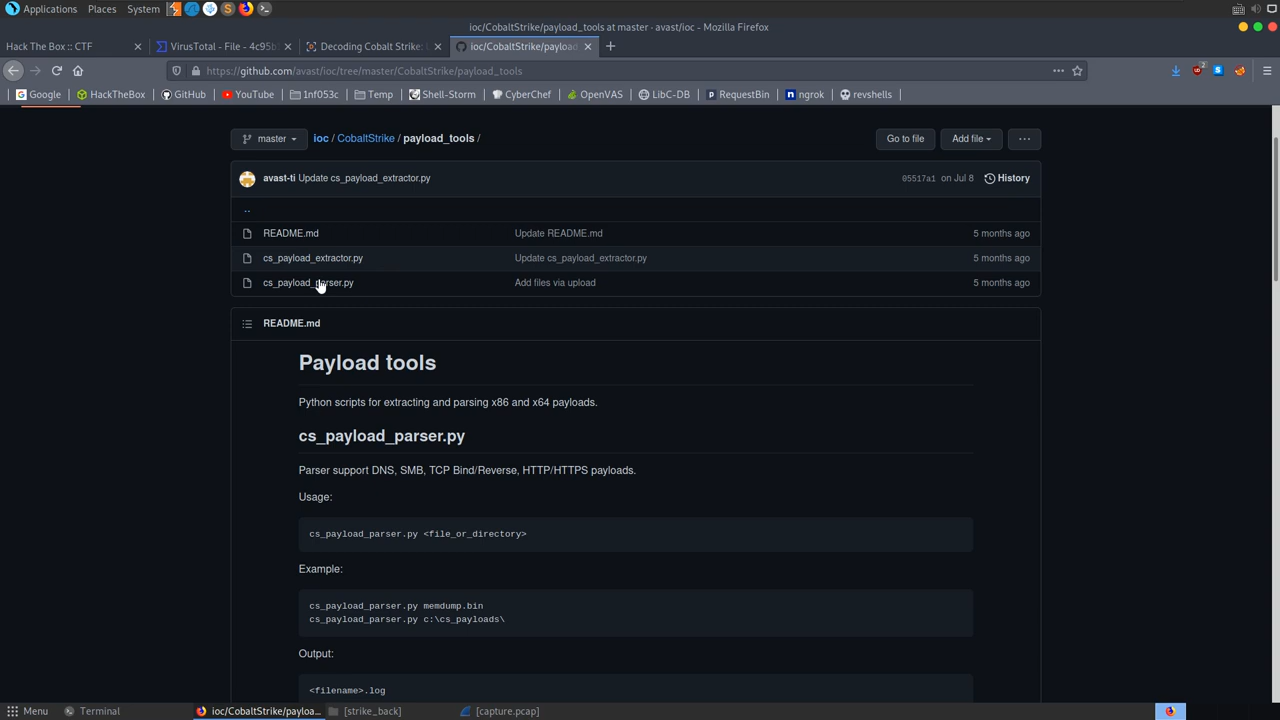 Applications Places System
ioc/CobaltStrike/payload_tools at master · avast/ioc - Mozilla Firefox
Hack The Box :: CTF
VirusTotal - File - 4c95b
Decoding Cobalt Strike:
ioc/CobaltStrike/payload
https://github.com/avast/ioc/tree/master/CobaltStrike/payload_tools
Google HackTheBox GitHub YouTube 1nf053c Temp Shell-Storm CyberChef OpenVAS LibC-DB RequestBin ngrok revshells
master
ioc / CobaltStrike / payload_tools /
Go to file
Add file
avast-ti Update cs_payload_extractor.py
05517a1 on Jul 8
History
..
README.md Update README.md 5 months ago
cs_payload_extractor.py Update cs_payload_extractor.py 5 months ago
cs_payload_parser.py Add files via upload 5 months ago
README.md
Payload tools
Python scripts for extracting and parsing x86 and x64 payloads.
cs_payload_parser.py
Parser support DNS, SMB, TCP Bind/Reverse, HTTP/HTTPS payloads.
Usage:
cs_payload_parser.py <file_or_directory>
Example:
cs_payload_parser.py memdump.bin
cs_payload_parser.py c:\cs_payloads\
Output:
<filename>.log
Menu Terminal ioc/CobaltStrike/payloa... [strike_back] [capture.pcap]